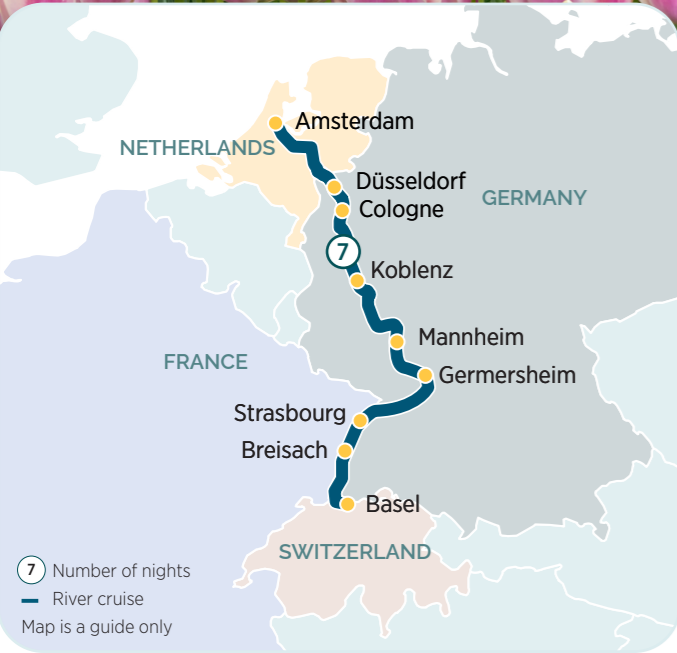 Amsterdam
NETHERLANDS
Düsseldorf
GERMANY
Cologne
7
Koblenz
Mannheim
FRANCE
Germersheim
Strasbourg
Breisach
Basel
SWITZERLAND
7 Number of nights
River cruise
Map is a guide only